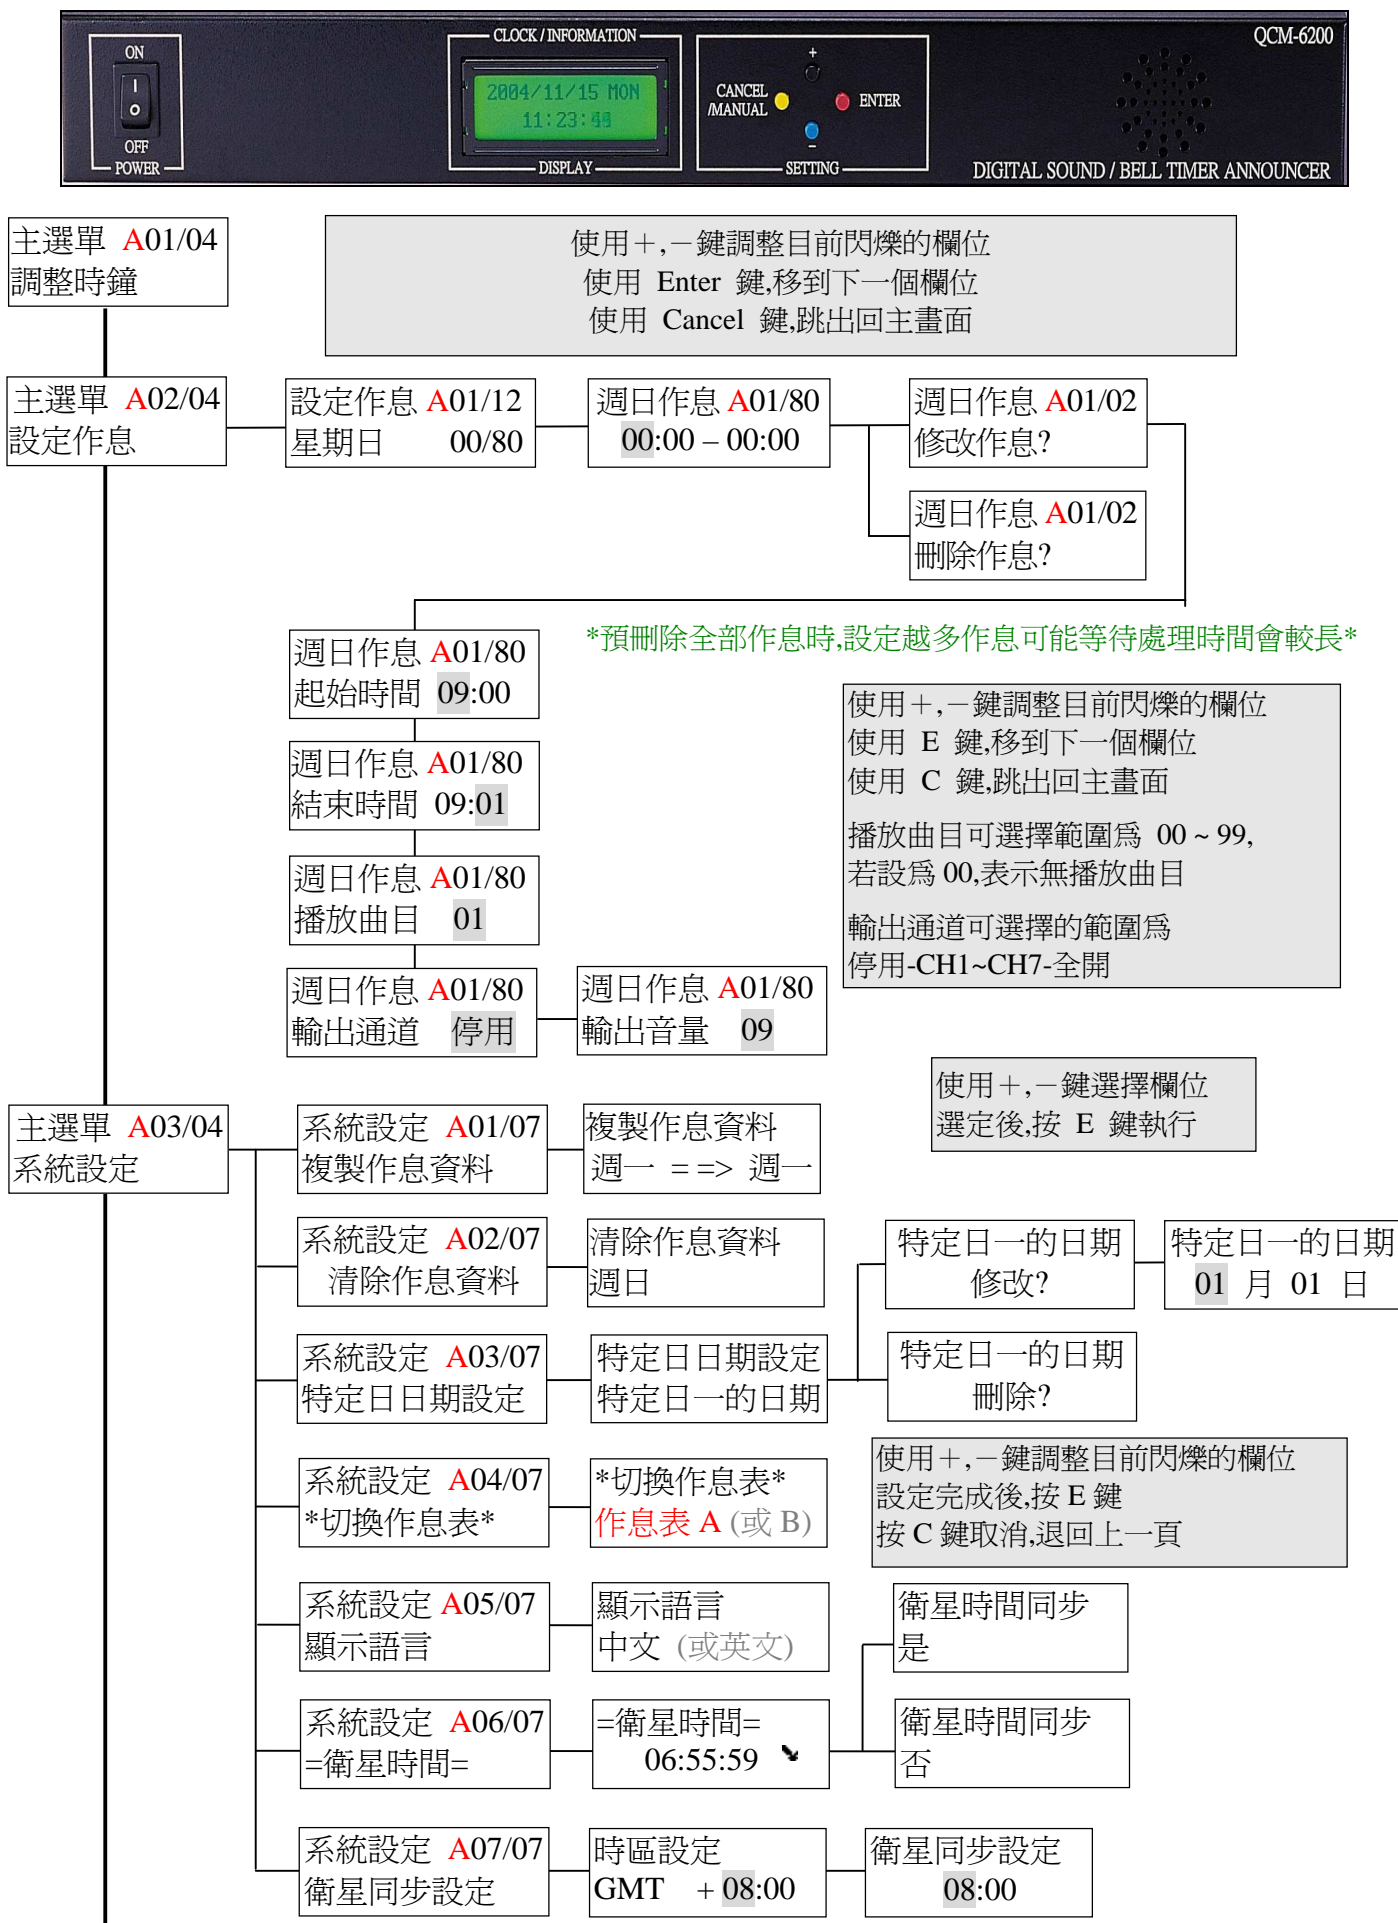 ON
OFF
POWER
CLOCK / INFORMATION
2004/11/15 MON
11:23:44
DISPLAY
+
CANCEL
/MANUAL
ENTER
-
SETTING
QCM-6200
DIGITAL SOUND / BELL TIMER ANNOUNCER
主選單 A01/04
調整時鐘
使用＋,－鍵調整目前閃爍的欄位
使用 Enter 鍵,移到下一個欄位
使用 Cancel 鍵,跳出回主畫面
主選單 A02/04
設定作息
設定作息 A01/12
星期日 00/80
週日作息 A01/80
00:00 – 00:00
週日作息 A01/02
修改作息?
週日作息 A01/02
刪除作息?
*預刪除全部作息時,設定越多作息可能等待處理時間會較長*
週日作息 A01/80
起始時間 09:00
週日作息 A01/80
結束時間 09:01
週日作息 A01/80
播放曲目 01
週日作息 A01/80
輸出通道 停用
週日作息 A01/80
輸出音量 09
使用＋,－鍵調整目前閃爍的欄位
使用 E 鍵,移到下一個欄位
使用 C 鍵,跳出回主畫面
播放曲目可選擇範圍為 00 ~ 99,
若設為 00,表示無播放曲目
輸出通道可選擇的範圍為
停用-CH1~CH7-全開
使用＋,－鍵選擇欄位
選定後,按 E 鍵執行
主選單 A03/04
系統設定
系統設定 A01/07
複製作息資料
複製作息資料
週一 = => 週一
系統設定 A02/07
清除作息資料
清除作息資料
週日
系統設定 A03/07
特定日日期設定
特定日日期設定
特定日一的日期
特定日一的日期
修改?
特定日一的日期
01 月 01 日
特定日一的日期
刪除?
系統設定 A04/07
*切換作息表*
*切換作息表*
作息表 A (或 B)
使用＋,－鍵調整目前閃爍的欄位
設定完成後,按 E 鍵
按 C 鍵取消,退回上一頁
系統設定 A05/07
顯示語言
顯示語言
中文 (或英文)
系統設定 A06/07
=衛星時間=
=衛星時間=
06:55:59
衛星時間同步
是
衛星時間同步
否
系統設定 A07/07
衛星同步設定
時區設定
GMT + 08:00
衛星同步設定
08:00